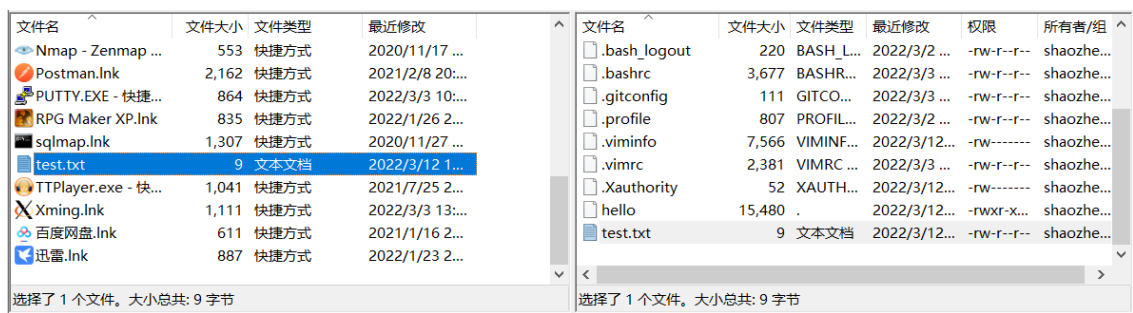 文件名 文件大小 文件类型 最近修改
Nmap - Zenmap ... 553 快捷方式 2020/11/17 ...
Postman.lnk 2,162 快捷方式 2021/2/8 20:...
PUTTY.EXE - 快捷... 864 快捷方式 2022/3/3 10:...
RPG Maker XP.lnk 835 快捷方式 2022/1/26 2...
sqlmap.lnk 1,307 快捷方式 2020/11/27 ...
test.txt 9 文本文档 2022/3/12 1...
TTPlayer.exe - 快... 1,041 快捷方式 2021/7/25 2...
Xming.lnk 1,111 快捷方式 2022/3/3 13:...
百度网盘.lnk 611 快捷方式 2021/1/16 2...
迅雷.lnk 887 快捷方式 2022/1/23 2...
选择了 1 个文件。大小总共: 9 字节
文件名 文件大小 文件类型 最近修改 权限 所有者/组
.bash_logout 220 BASH_L... 2022/3/2 ... -rw-r--r-- shaozhe...
.bashrc 3,677 BASHR... 2022/3/3 ... -rw-r--r-- shaozhe...
.gitconfig 111 GITCO... 2022/3/3 ... -rw-r--r-- shaozhe...
.profile 807 PROFIL... 2022/3/2 ... -rw-r--r-- shaozhe...
.viminfo 7,566 VIMINF... 2022/3/12... -rw------- shaozhe...
.vimrc 2,381 VIMRC ... 2022/3/3 ... -rw-r--r-- shaozhe...
.Xauthority 52 XAUTH... 2022/3/12... -rw------- shaozhe...
hello 15,480 . 2022/3/12... -rwxr-x... shaozhe...
test.txt 9 文本文档 2022/3/12... -rw-r--r-- shaozhe...
选择了 1 个文件。大小总共: 9 字节